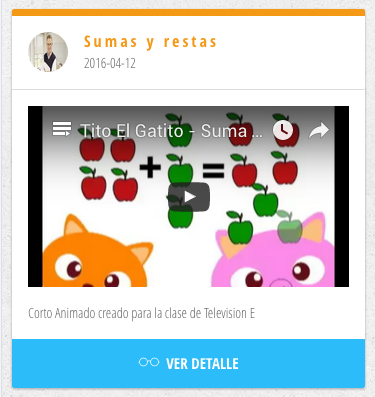 Sumas y restas
2016-04-12
Tito El Gatito - Suma ...
+ =
Corto Animado creado para la clase de Television E
VER DETALLE